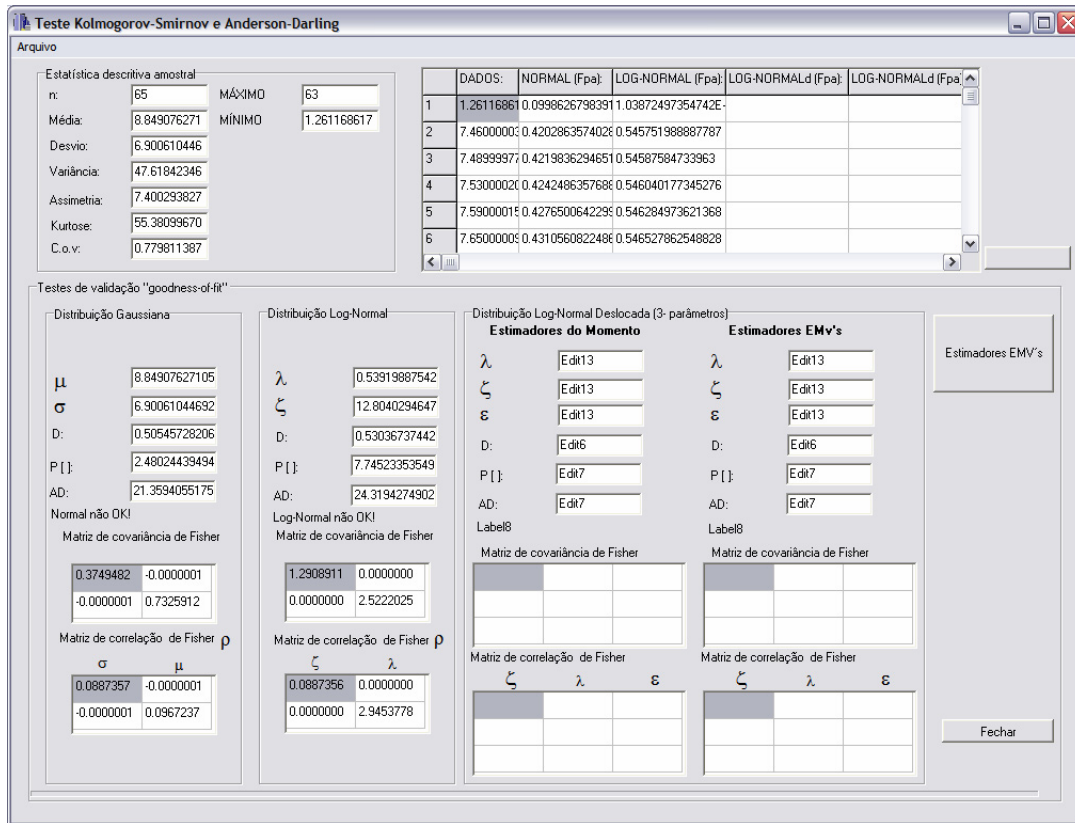 Teste Kolmogorov-Smirnov e Anderson-Darling
Arquivo
Estatística descritiva amostral
n: 65 MÁXIMO 63
Média: 8.849076271 MÍNIMO 1.261168617
Desvio: 6.900610446
Variância: 47.61842346
Assimetria: 7.400293827
Kurtose: 55.38099670
C.o.v: 0.779811387
DADOS: NORMAL (Fpa): LOG-NORMAL (Fpa): LOG-NORMALd (Fpa): LOG-NORMALd (Fpa)
1 1.26116861 0.0998626798391 1.03872497354742E-
2 7.46000003 0.4202863574028 0.545751988887787
3 7.48999977 0.4219836294651 0.54587584733963
4 7.53000020 0.4242486357688 0.546040177345276
5 7.59000015 0.4276500642299 0.546284973621368
6 7.65000009 0.4310560822486 0.546527862548828
Testes de validação "goodness-of-fit"
Distribuição Gaussiana
μ 8.84907627105
σ 6.90061044692
D: 0.50545728206
P [ ]: 2.48024439494
AD: 21.3594055175
Normal não OK!
Matriz de covariância de Fisher
0.3749482 -0.0000001
-0.0000001 0.7325912
Matriz de correlação de Fisher ρ
σ μ
0.0887357 -0.0000001
-0.0000001 0.0967237
Distribuição Log-Normal
λ 0.53919887542
ζ 12.8040294647
D: 0.53036737442
P [ ]: 7.74523353549
AD: 24.3194274902
Log-Normal não OK!
Matriz de covariância de Fisher
1.2908911 0.0000000
0.0000000 2.5222025
Matriz de correlação de Fisher ρ
ζ λ
0.0887356 0.0000000
0.0000000 2.9453778
Distribuição Log-Normal Deslocada (3- parâmetros)
Estimadores do Momento
λ Edit13
ζ Edit13
ε Edit13
D: Edit6
P [ ]: Edit7
AD: Edit7
Label8
Matriz de covariância de Fisher
Matriz de correlação de Fisher
ζ λ ε
Estimadores EMv's
λ Edit13
ζ Edit13
ε Edit13
D: Edit6
P [ ]: Edit7
AD: Edit7
Label8
Matriz de covariância de Fisher
Matriz de correlação de Fisher
ζ λ ε
Estimadores EMV´s
Fechar